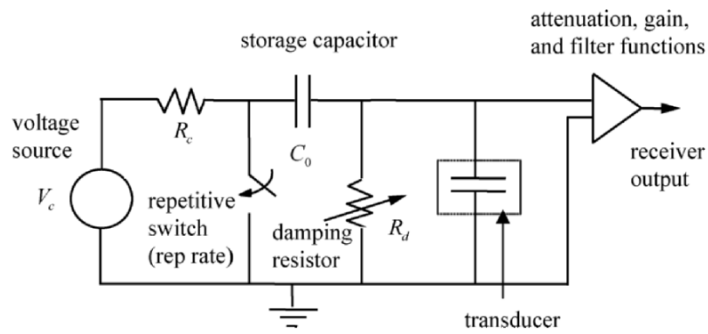 attenuation, gain,
and filter functions
storage capacitor
voltage
source
R_c
C_0
receiver
output
V_c
repetitive
switch
(rep rate)
damping
resistor
R_d
transducer